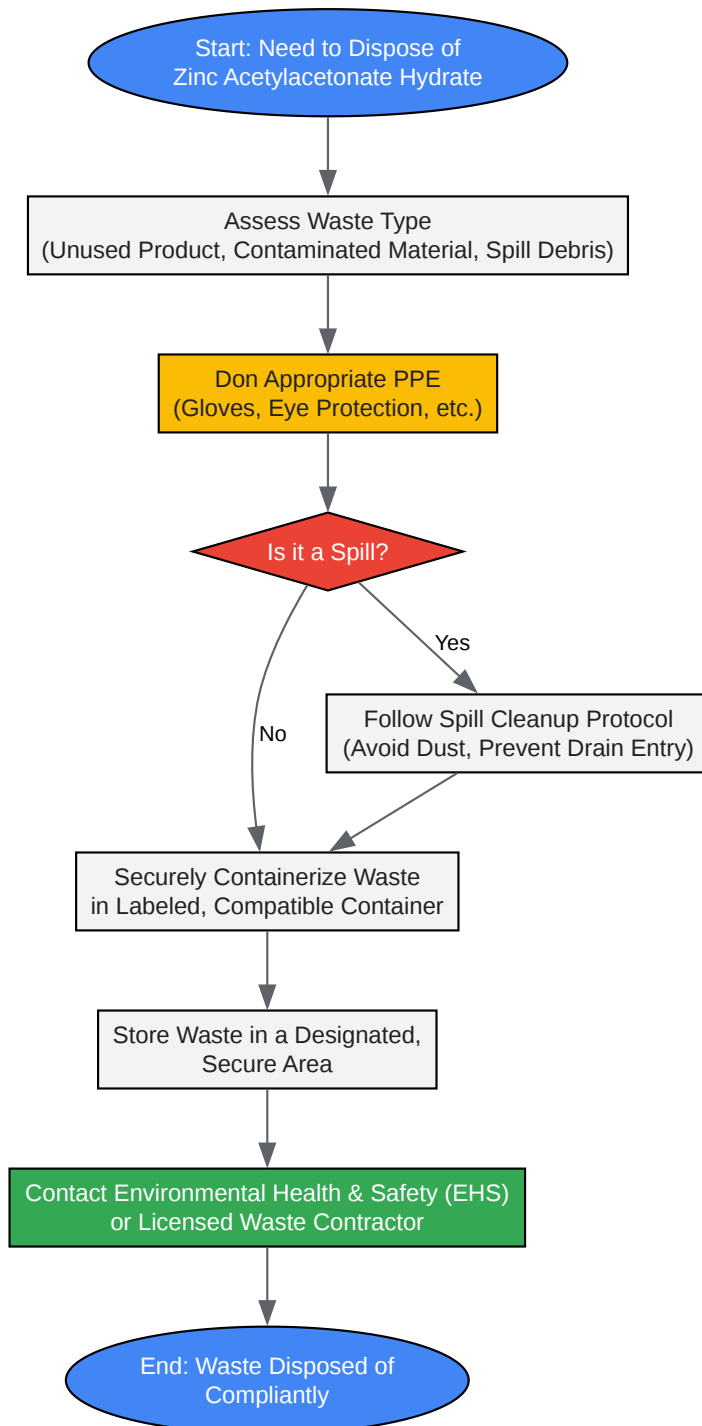 Start: Need to Dispose of
Zinc Acetylacetonate Hydrate
Assess Waste Type
(Unused Product, Contaminated Material, Spill Debris)
Don Appropriate PPE
(Gloves, Eye Protection, etc.)
Is it a Spill?
Yes
Follow Spill Cleanup Protocol
(Avoid Dust, Prevent Drain Entry)
No
Securely Containerize Waste
in Labeled, Compatible Container
Store Waste in a Designated,
Secure Area
Contact Environmental Health & Safety (EHS)
or Licensed Waste Contractor
End: Waste Disposed of
Compliantly